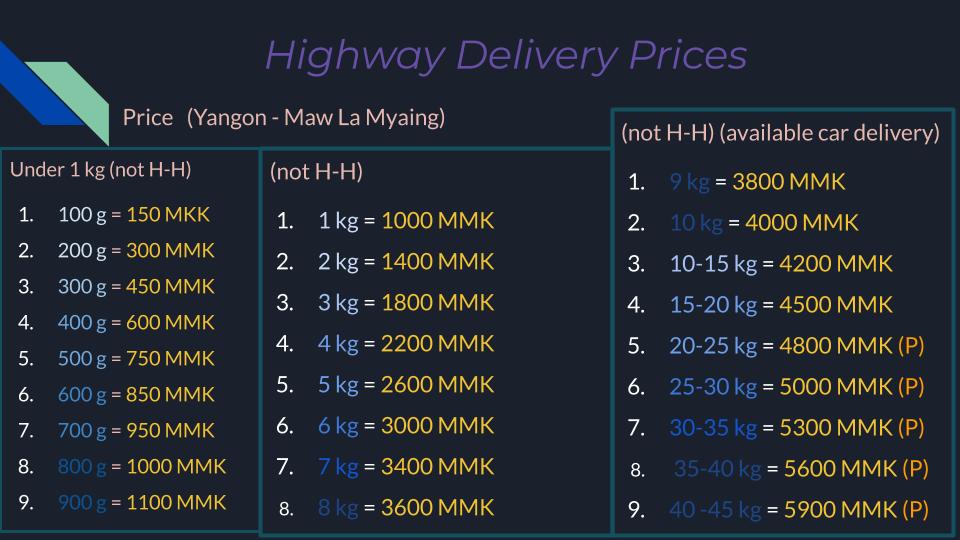 Highway Delivery Prices
Price (Yangon - Maw La Myaing)
Under 1 kg (not H-H)
1. 100 g = 150 MKK
2. 200 g = 300 MMK
3. 300 g = 450 MMK
4. 400 g = 600 MMK
5. 500 g = 750 MMK
6. 600 g = 850 MMK
7. 700 g = 950 MMK
8. 800 g = 1000 MMK
9. 900 g = 1100 MMK
(not H-H)
1. 1 kg = 1000 MMK
2. 2 kg = 1400 MMK
3. 3 kg = 1800 MMK
4. 4 kg = 2200 MMK
5. 5 kg = 2600 MMK
6. 6 kg = 3000 MMK
7. 7 kg = 3400 MMK
8. 8 kg = 3600 MMK
(not H-H) (available car delivery)
1. 9 kg = 3800 MMK
2. 10 kg = 4000 MMK
3. 10-15 kg = 4200 MMK
4. 15-20 kg = 4500 MMK
5. 20-25 kg = 4800 MMK (P)
6. 25-30 kg = 5000 MMK (P)
7. 30-35 kg = 5300 MMK (P)
8. 35-40 kg = 5600 MMK (P)
9. 40 -45 kg = 5900 MMK (P)